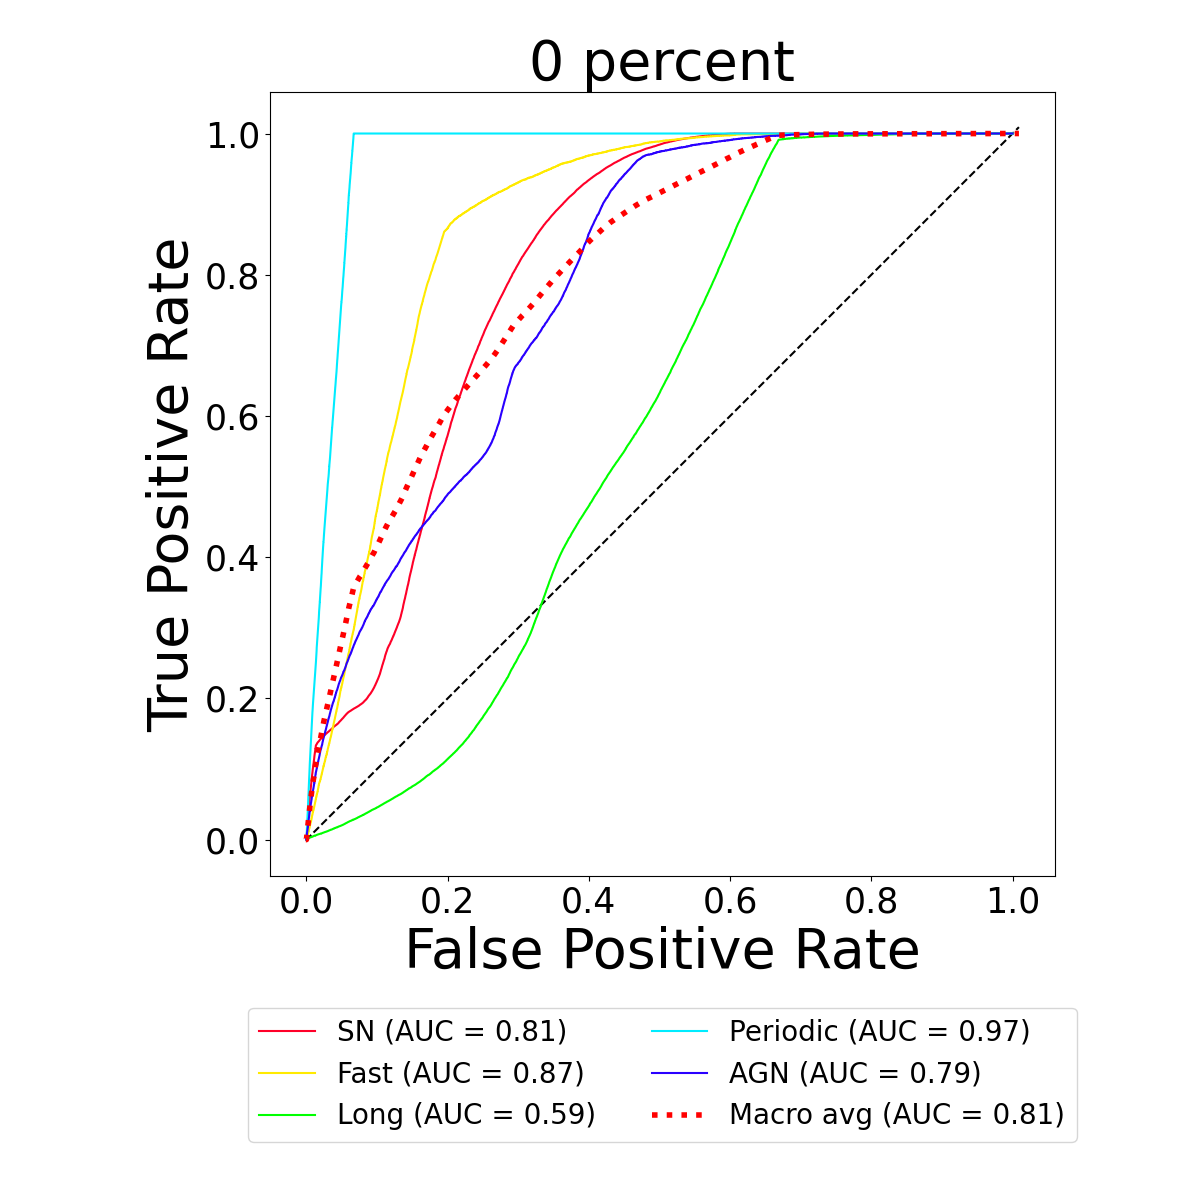 0 percent
True Positive Rate
1.0
0.8
0.6
0.4
0.2
0.0
0.0 0.2 0.4 0.6 0.8 1.0
False Positive Rate
SN (AUC = 0.81)
Fast (AUC = 0.87)
Long (AUC = 0.59)
Periodic (AUC = 0.97)
AGN (AUC = 0.79)
Macro avg (AUC = 0.81)